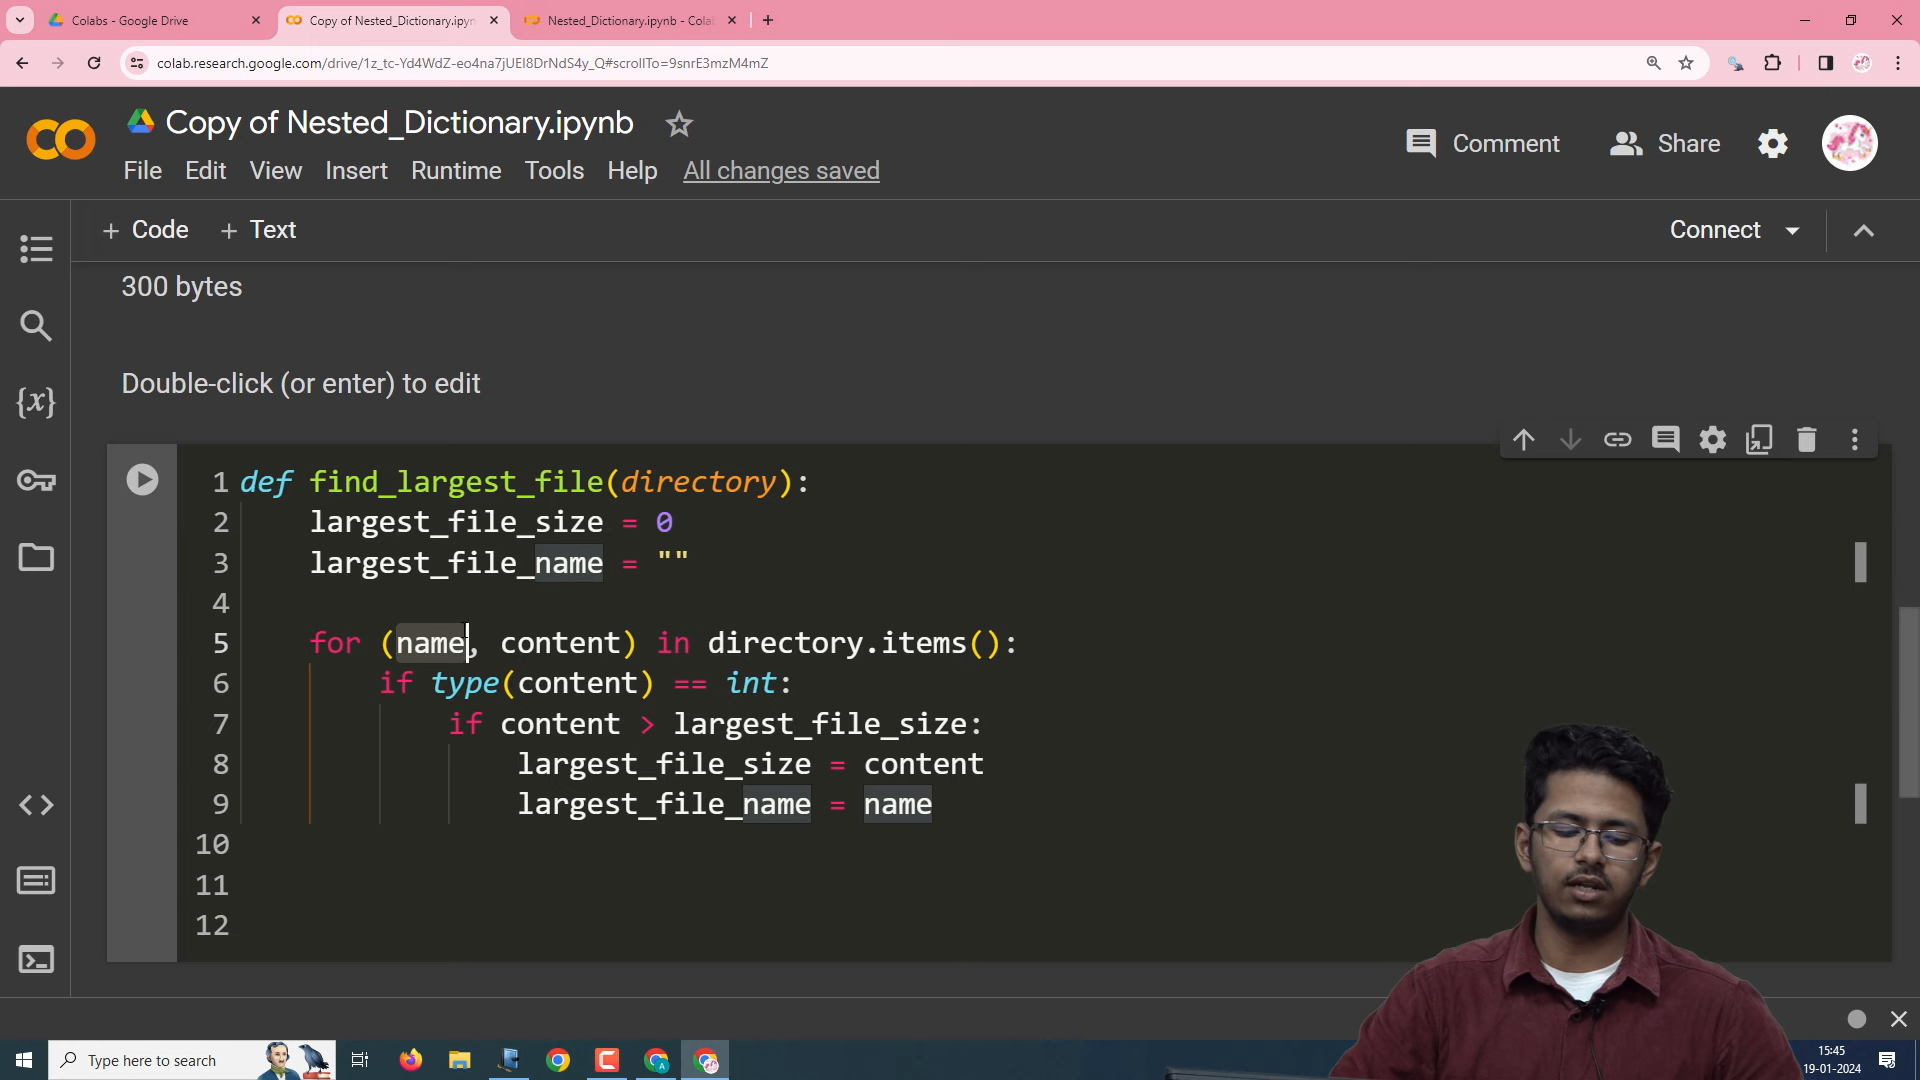 Colabs - Google Drive
Copy of Nested_Dictionary.ipyn
Nested_Dictionary.ipynb - Cola
colab.research.google.com/drive/1z_tc-Yd4WdZ-eo4na7jUEl8DrNdS4y_Q#scrollTo=9snrE3mzM4mZ
Copy of Nested_Dictionary.ipynb
Comment
Share
File Edit View Insert Runtime Tools Help All changes saved
+ Code + Text
Connect
300 bytes
{x}
Double-click (or enter) to edit
1 def find_largest_file(directory):
2 largest_file_size = 0
3 largest_file_name = ""
4
5 for (name, content) in directory.items():
6 if type(content) == int:
7 if content > largest_file_size:
8 largest_file_size = content
9 largest_file_name = name
10
11
12
Type here to search
15:45
19-01-2024